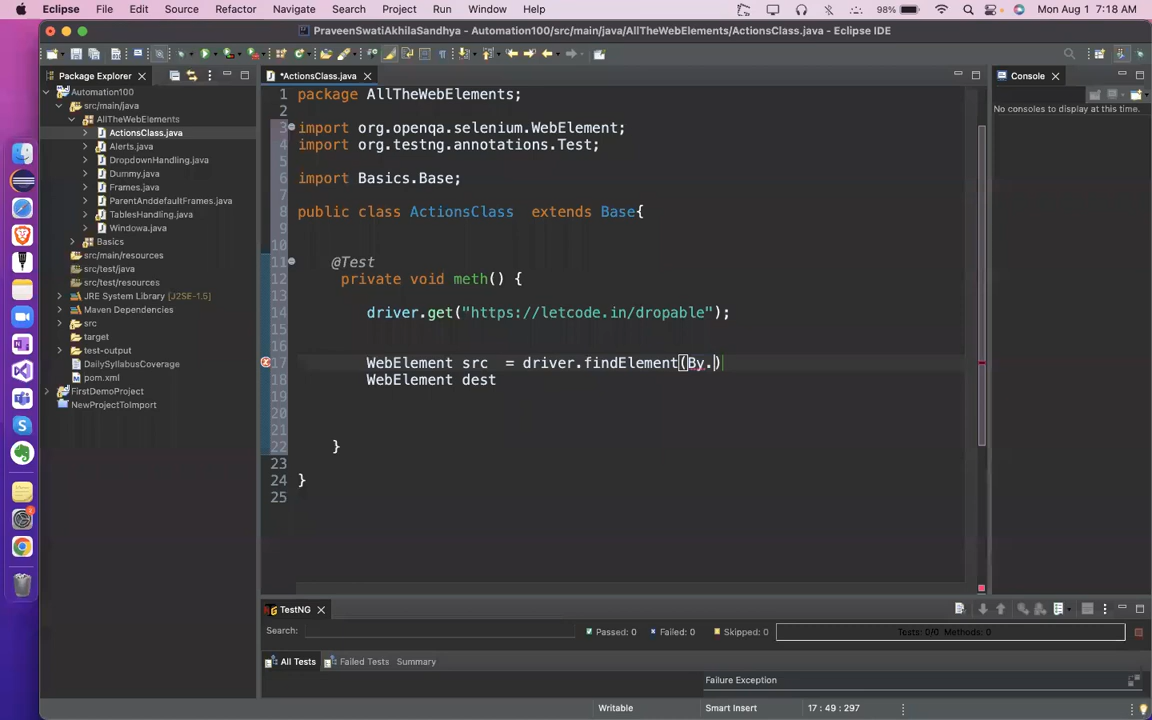 Eclipse File Edit Source Refactor Navigate Search Project Run Window Help 98% Mon Aug 1 7:18 AM
PraveenSwatiAkhilaSandhya - Automation100/src/main/java/AllTheWebElements/ActionsClass.java - Eclipse IDE
Package Explorer
*ActionsClass.java
Console
Automation100
src/main/java
AllTheWebElements
ActionsClass.java
Alerts.java
DropdownHandling.java
Dummy.java
Frames.java
ParentAnddefaultFrames.java
TablesHandling.java
Windowa.java
Basics
src/main/resources
src/test/java
src/test/resources
JRE System Library [J2SE-1.5]
Maven Dependencies
src
target
test-output
DailySyllabusCoverage
pom.xml
FirstDemoProject
NewProjectToImport
1 package AllTheWebElements;
2
3 import org.openqa.selenium.WebElement;
4 import org.testng.annotations.Test;
5
6 import Basics.Base;
7
8 public class ActionsClass extends Base{
9
10
11 @Test
12 private void meth() {
13
14 driver.get("https://letcode.in/dropable");
15
16
17 WebElement src = driver.findElement(By.)
18 WebElement dest
19
20
21
22 }
23
24 }
25
No consoles to display at this time.
TestNG
Search: Passed: 0 Failed: 0 Skipped: 0 Tests: 0/0 Methods: 0
All Tests Failed Tests Summary
Failure Exception
Writable Smart Insert 17 : 49 : 297